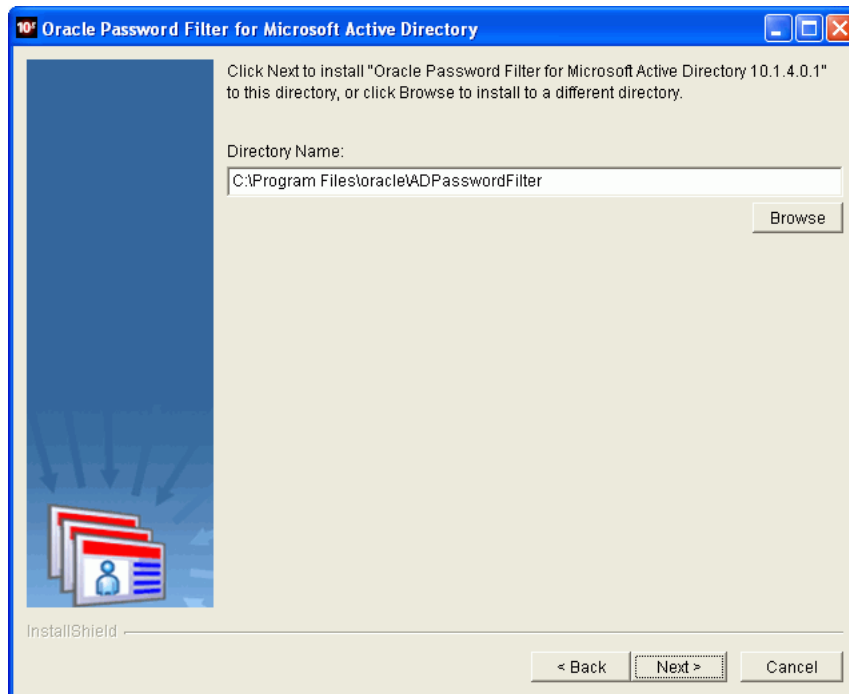 10g Oracle Password Filter for Microsoft Active Directory
Click Next to install "Oracle Password Filter for Microsoft Active Directory 10.1.4.0.1"
to this directory, or click Browse to install to a different directory.
Directory Name:
C:\Program Files\oracle\ADPasswordFilter
Browse
InstallShield
< Back
Next >
Cancel